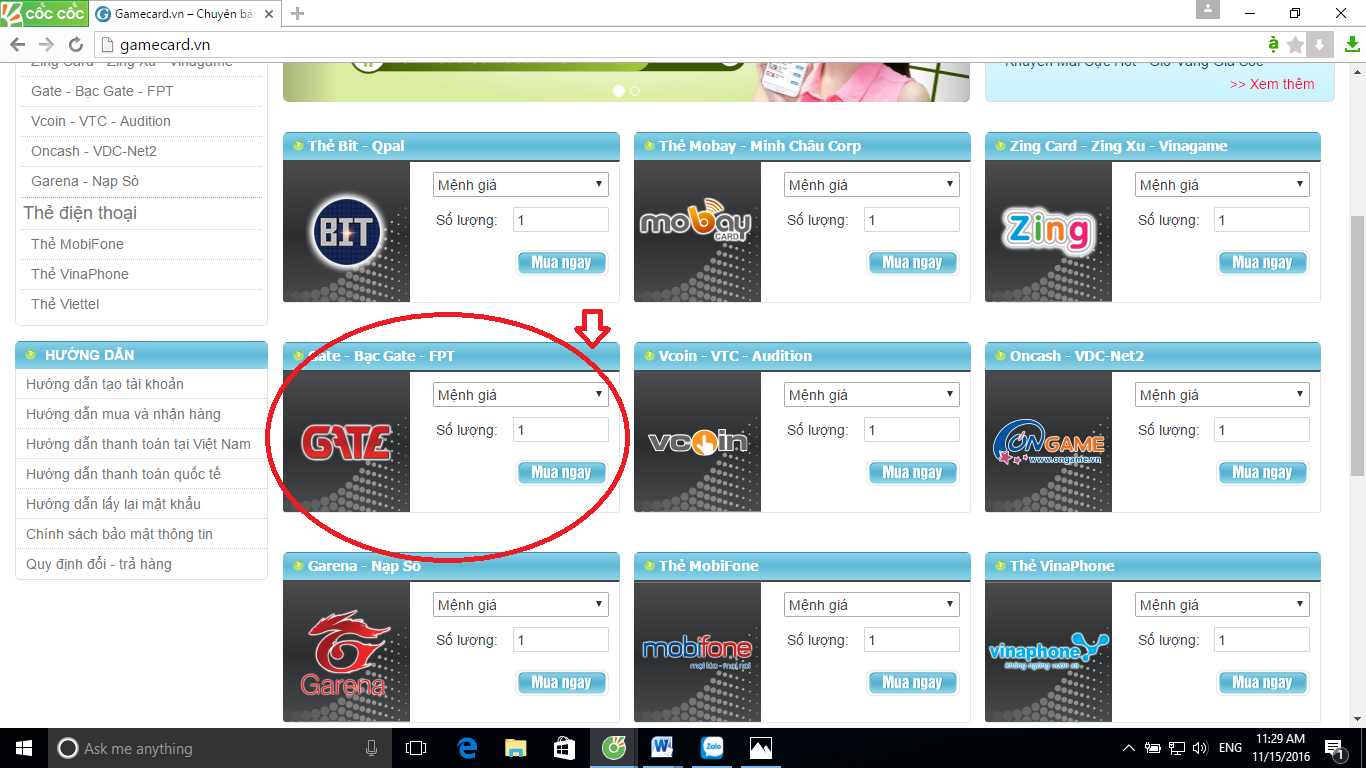 cốc cốc
Gamecard.vn – Chuyên bá
gamecard.vn
Zing Card - Zing Xu - Vinagame
Gate - Bạc Gate - FPT
Vcoin - VTC - Audition
Oncash - VDC-Net2
Garena - Nạp Sò
Thẻ điện thoại
Thẻ MobiFone
Thẻ VinaPhone
Thẻ Viettel
HƯỚNG DẪN
Hướng dẫn tạo tài khoản
Hướng dẫn mua và nhận hàng
Hướng dẫn thanh toán tại Việt Nam
Hướng dẫn thanh toán quốc tế
Hướng dẫn lấy lại mật khẩu
Chính sách bảo mật thông tin
Quy định đổi - trả hàng
Khuyến Mãi Cực Hot - Giờ Vàng Giá Sốc
>> Xem thêm
Thẻ Bit - Qpal
BIT
Mệnh giá
Số lượng: 1
Mua ngay
Thẻ Mobay - Minh Châu Corp
mobay
CARD
Mệnh giá
Số lượng: 1
Mua ngay
Zing Card - Zing Xu - Vinagame
Zing
Mệnh giá
Số lượng: 1
Mua ngay
Gate - Bạc Gate - FPT
GATE
Mệnh giá
Số lượng: 1
Mua ngay
Vcoin - VTC - Audition
vcoin
Mệnh giá
Số lượng: 1
Mua ngay
Oncash - VDC-Net2
ONGAME
www.ongame.vn
Mệnh giá
Số lượng: 1
Mua ngay
Garena - Nạp Sò
Garena
Mệnh giá
Số lượng: 1
Mua ngay
Thẻ MobiFone
mobifone
mọi lúc - mọi nơi
Mệnh giá
Số lượng: 1
Mua ngay
Thẻ VinaPhone
vinaphone
không ngừng vươn xa
Mệnh giá
Số lượng: 1
Mua ngay
Ask me anything
Zalo
ENG
11:29 AM
11/15/2016
1